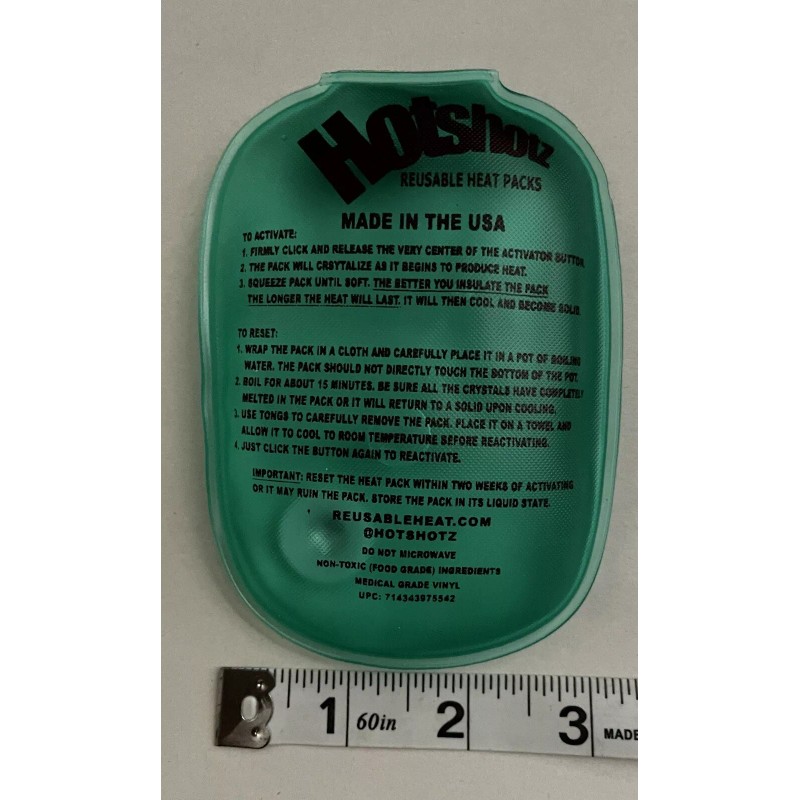 Hotshotz
REUSABLE HEAT PACKS
MADE IN THE USA
TO ACTIVATE:
1. FIRMLY CLICK AND RELEASE THE VERY CENTER OF THE ACTIVATOR BUTTON.
2. THE PACK WILL CRSYTALIZE AS IT BEGINS TO PRODUCE HEAT.
3. SQUEEZE PACK UNTIL SOFT. THE BETTER YOU INSULATE THE PACK
THE LONGER THE HEAT WILL LAST. IT WILL THEN COOL AND BECOME SOLID.
TO RESET:
1. WRAP THE PACK IN A CLOTH AND CAREFULLY PLACE IT IN A POT OF BOILING
WATER. THE PACK SHOULD NOT DIRECTLY TOUCH THE BOTTOM OF THE POT.
2. BOIL FOR ABOUT 15 MINUTES. BE SURE ALL THE CRYSTALS HAVE COMPLETELY
MELTED IN THE PACK OR IT WILL RETURN TO A SOLID UPON COOLING.
3. USE TONGS TO CAREFULLY REMOVE THE PACK. PLACE IT ON A TOWEL AND
ALLOW IT TO COOL TO ROOM TEMPERATURE BEFORE REACTIVATING.
4. JUST CLICK THE BUTTON AGAIN TO REACTIVATE.
IMPORTANT: RESET THE HEAT PACK WITHIN TWO WEEKS OF ACTIVATING
OR IT MAY RUIN THE PACK. STORE THE PACK IN ITS LIQUID STATE.
REUSABLEHEAT.COM
@HOTSHOTZ
DO NOT MICROWAVE
NON-TOXIC (FOOD GRADE) INGREDIENTS
MEDICAL GRADE VINYL
UPC: 714343975542
1 60in 2 3 MADE